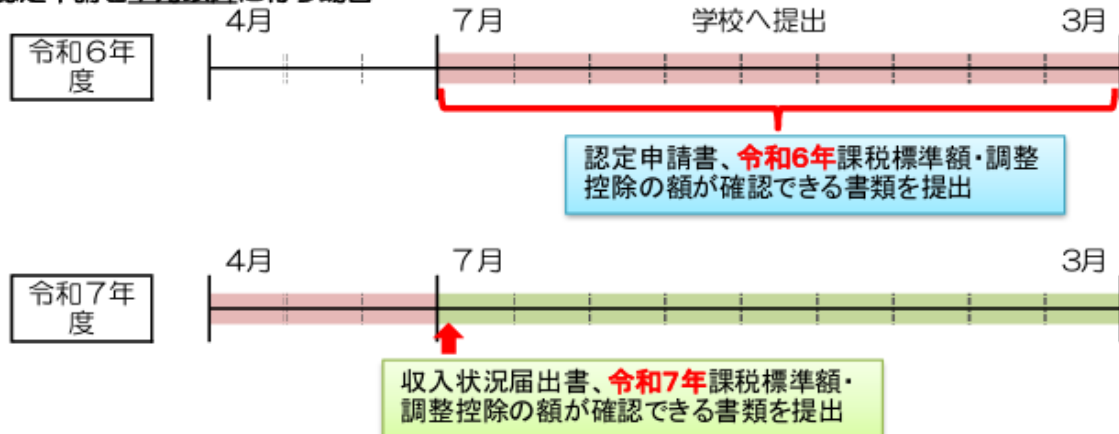 4月 7月 学校へ提出 3月
令和6年
度
認定申請書、令和6年課税標準額・調整
控除の額が確認できる書類を提出
4月 7月 3月
令和7年
度
収入状況届出書、令和7年課税標準額・
調整控除の額が確認できる書類を提出